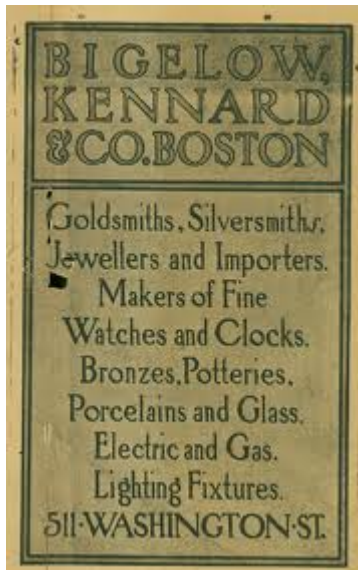 BIGELOW,
KENNARD
& CO. BOSTON
Goldsmiths, Silversmiths,
Jewellers and Importers.
Makers of Fine
Watches and Clocks.
Bronzes, Potteries,
Porcelains and Glass.
Electric and Gas.
Lighting Fixtures.
511·WASHINGTON·ST.